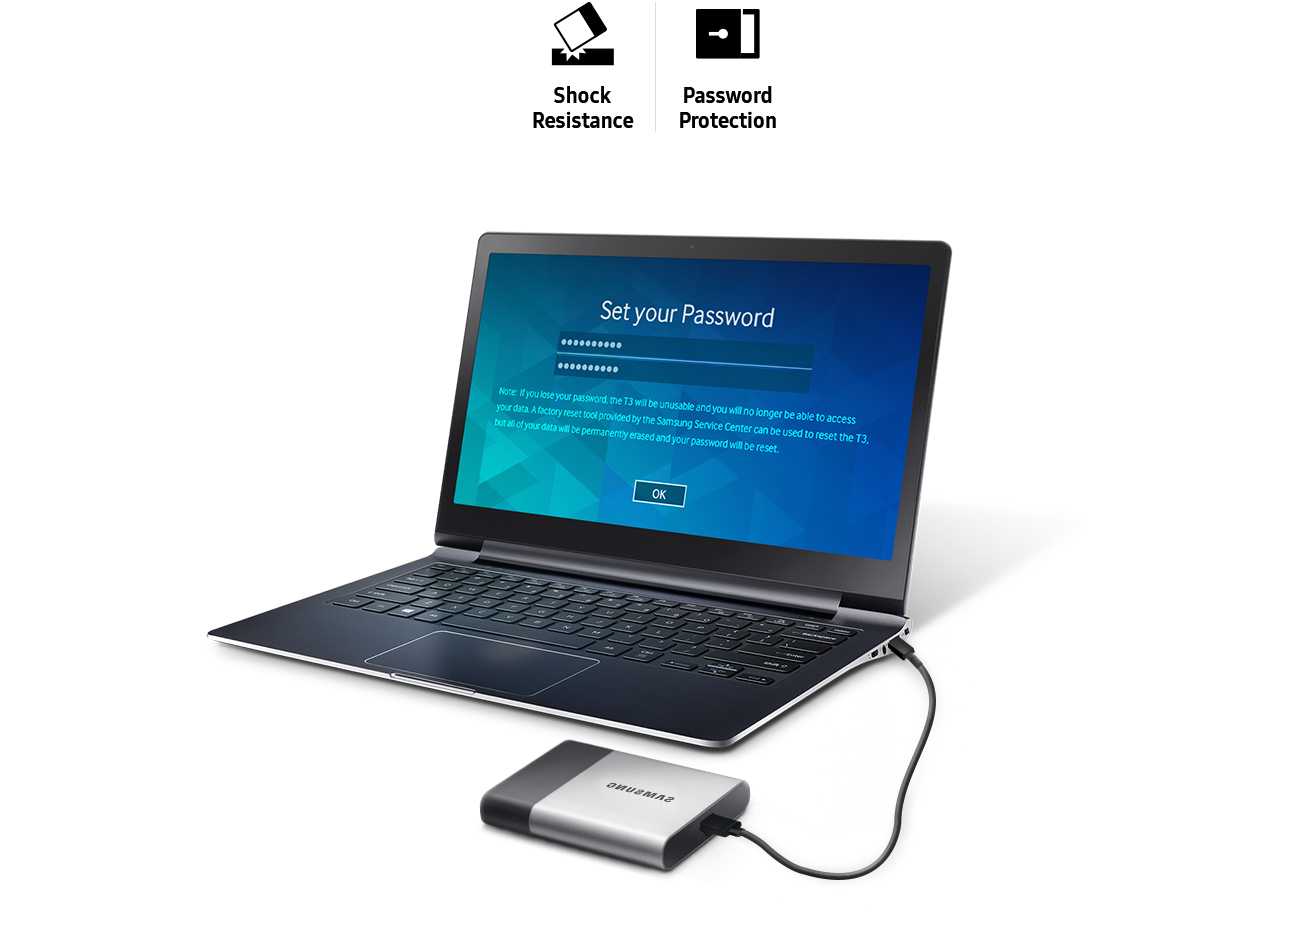 Shock
Resistance
Password
Protection
Set your Password
••••••••••
••••••••••
Note: If you lose your password, the T3 will be unusable and you will no longer be able to access
your data. A factory reset tool provided by the Samsung Service Center can be used to reset the T3,
but all of your data will be permanently erased and your password will be reset.
OK
Backspace
Enter
Shift
SAMSUNG